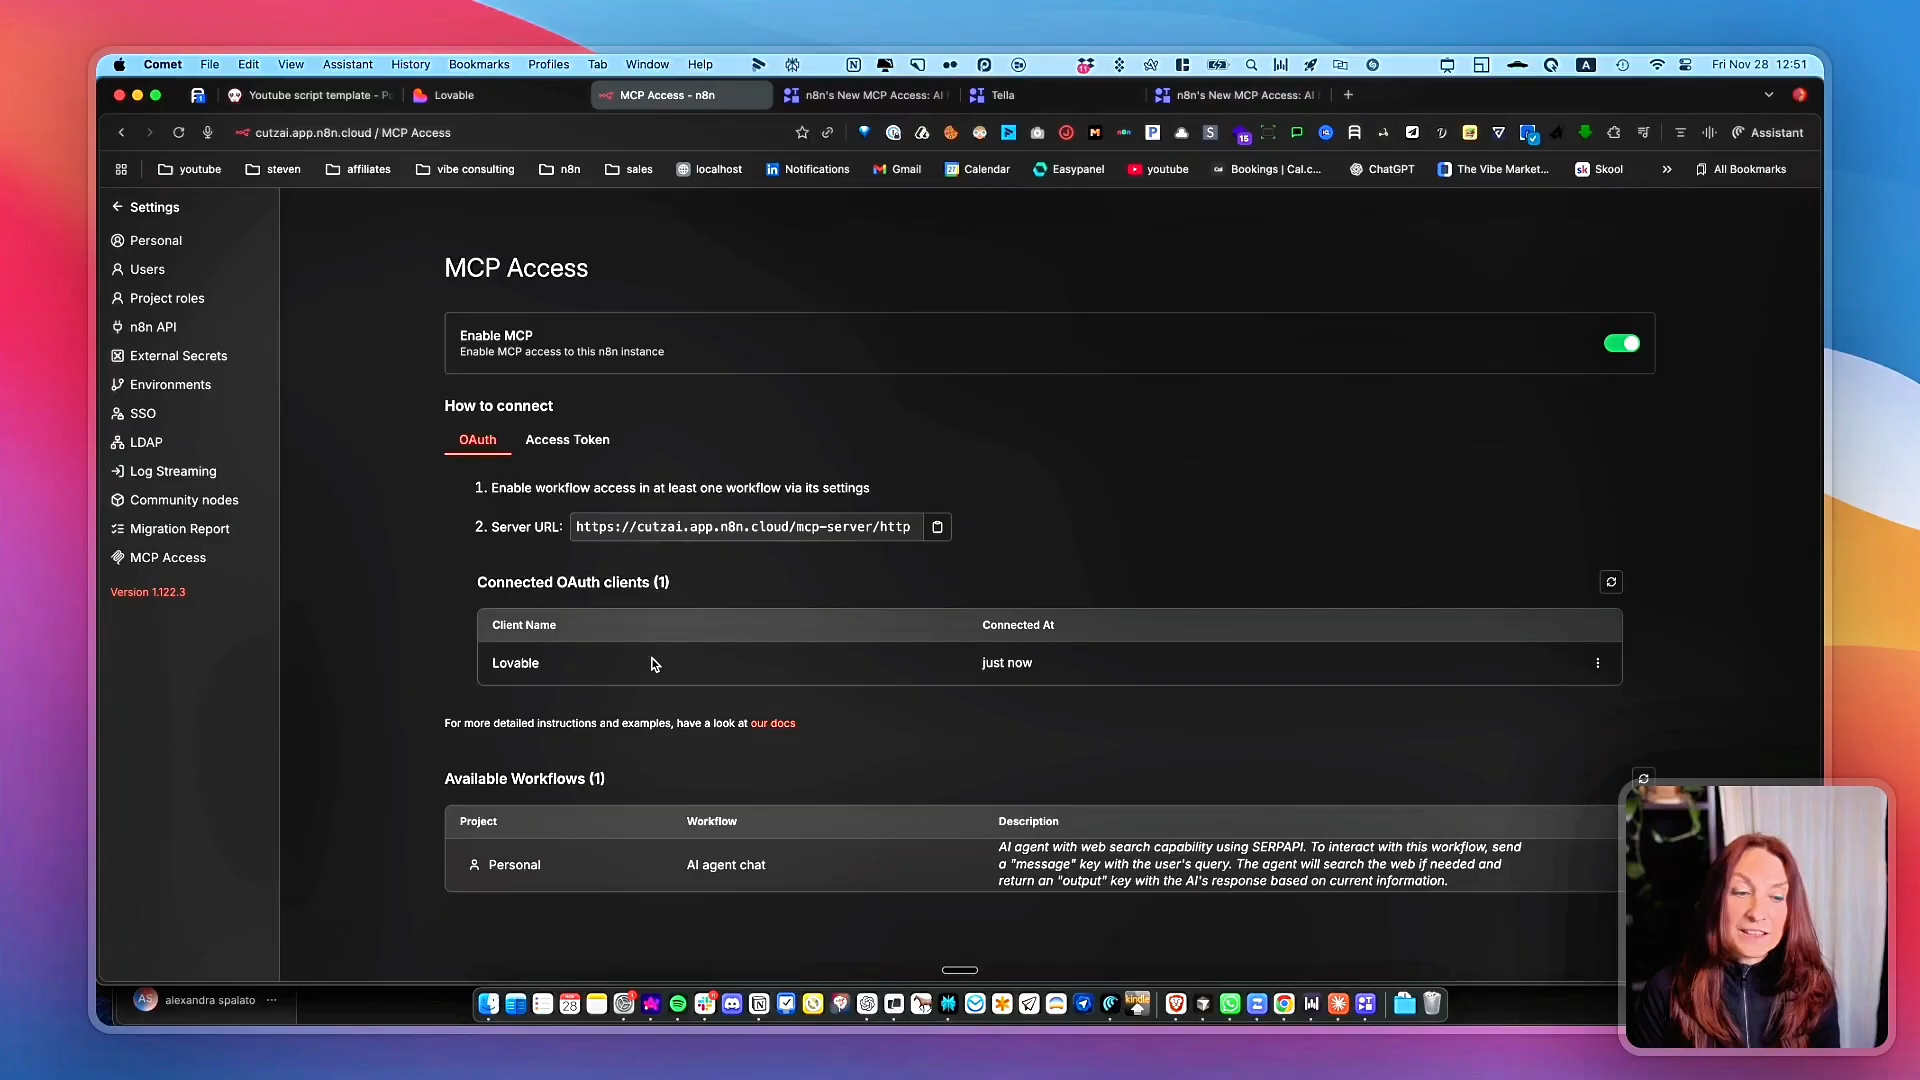 Comet File Edit View Assistant History Bookmarks Profiles Tab Window Help Fri Nov 28 12:51
Youtube script template - Lovable MCP Access - n8n n8n's New MCP Access: AI Tella n8n's New MCP Access: AI
cutzai.app.n8n.cloud / MCP Access Assistant
youtube steven affiliates vibe consulting n8n sales localhost Notifications Gmail Calendar Easypanel youtube Bookings | Cal.c... ChatGPT The Vibe Market... Skool All Bookmarks
Settings
Personal
Users
Project roles
n8n API
External Secrets
Environments
SSO
LDAP
Log Streaming
Community nodes
Migration Report
MCP Access
Version 1.122.3
MCP Access
Enable MCP
Enable MCP access to this n8n instance
How to connect
OAuth Access Token
1. Enable workflow access in at least one workflow via its settings
2. Server URL: https://cutzai.app.n8n.cloud/mcp-server/http
Connected OAuth clients (1)
Client Name Connected At
Lovable just now
For more detailed instructions and examples, have a look at our docs
Available Workflows (1)
Project Workflow Description
Personal AI agent chat AI agent with web search capability using SERPAPI. To interact with this workflow, send
a "message" key with the user's query. The agent will search the web if needed and
return an "output" key with the AI's response based on current information.
AS alexandra spalato